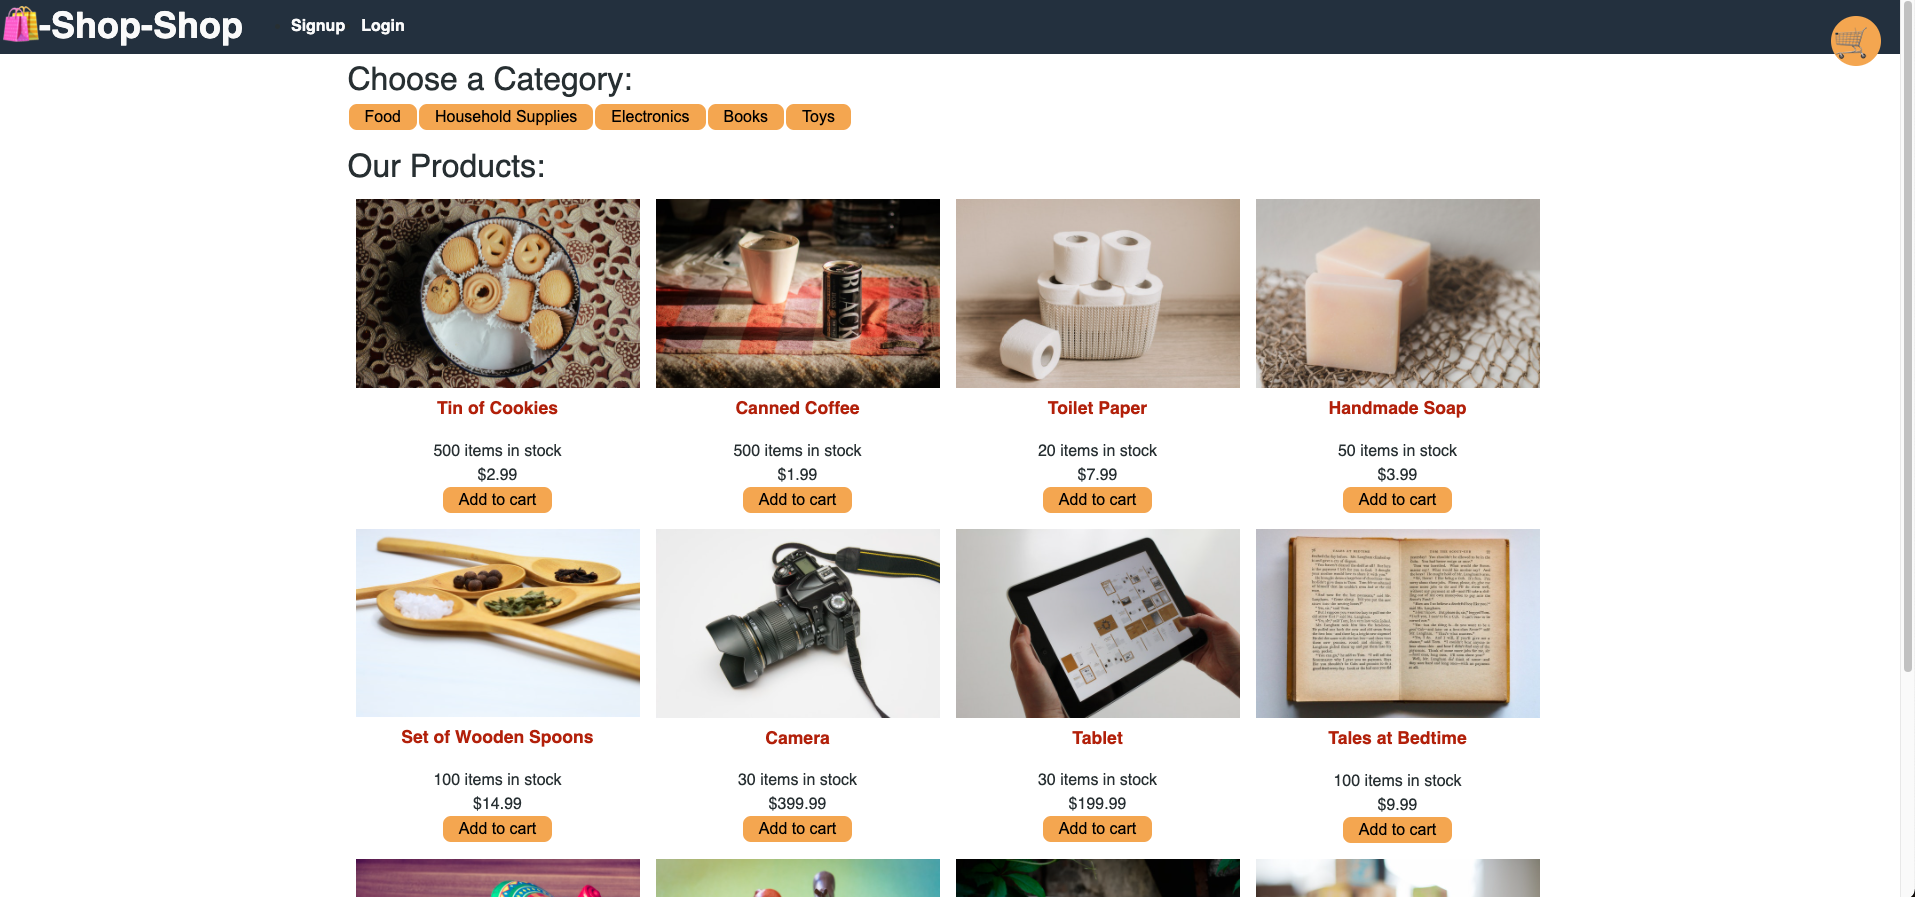 -Shop-Shop Signup Login
Choose a Category:
Food Household Supplies Electronics Books Toys
Our Products:
BLACK
Tin of Cookies Canned Coffee Toilet Paper Handmade Soap
500 items in stock 500 items in stock 20 items in stock 50 items in stock
$2.99 $1.99 $7.99 $3.99
Add to cart Add to cart Add to cart Add to cart
Set of Wooden Spoons Camera Tablet Tales at Bedtime
100 items in stock 30 items in stock 30 items in stock 100 items in stock
$14.99 $399.99 $199.99 $9.99
Add to cart Add to cart Add to cart Add to cart